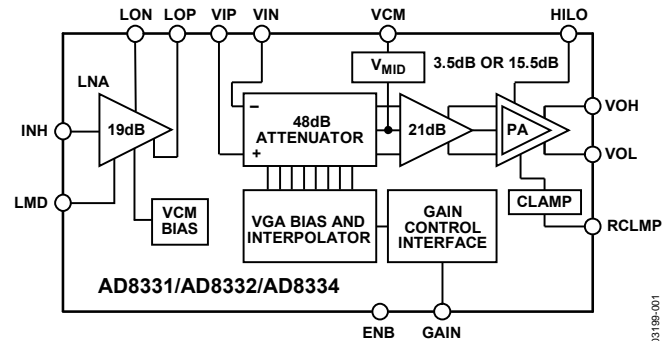 LON LOP VIP VIN VCM HILO
LNA
V_MID
3.5dB OR 15.5dB
INH
19dB
−
+
48dB
ATTENUATOR
21dB
PA
VOH
VOL
LMD
VCM
BIAS
VGA BIAS AND
INTERPOLATOR
GAIN
CONTROL
INTERFACE
CLAMP
RCLMP
AD8331/AD8332/AD8334
ENB GAIN
03199-001